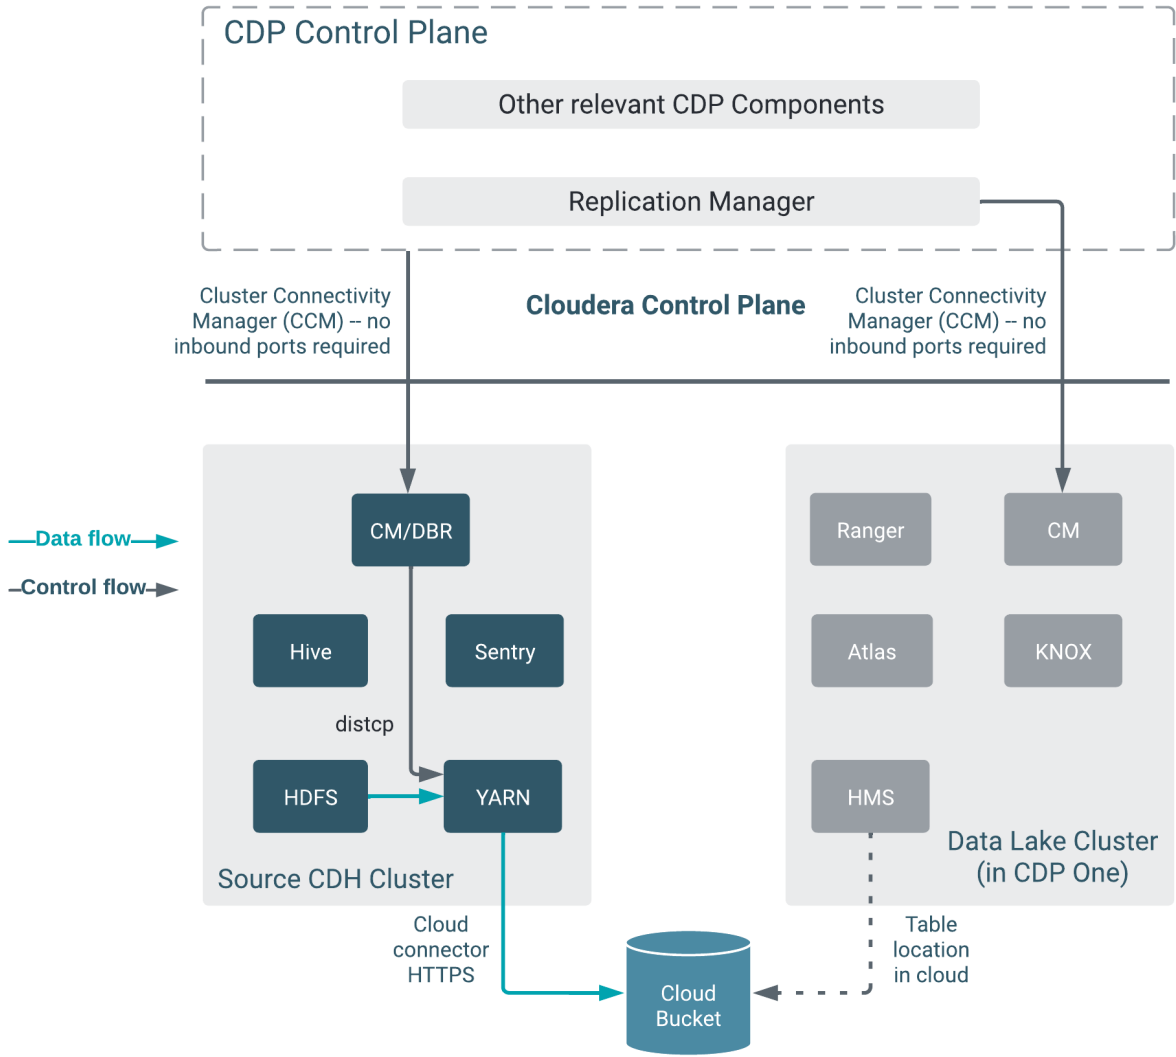 CDP Control Plane
Other relevant CDP Components
Replication Manager
Cluster Connectivity
Manager (CCM) -- no
inbound ports required
Cloudera Control Plane
Cluster Connectivity
Manager (CCM) -- no
inbound ports required
Data flow
Control flow
CM/DBR
Hive
Sentry
distcp
HDFS
YARN
Source CDH Cluster
Ranger
CM
Atlas
KNOX
HMS
Data Lake Cluster
(in CDP One)
Cloud
connector
HTTPS
Cloud
Bucket
Table
location
in cloud